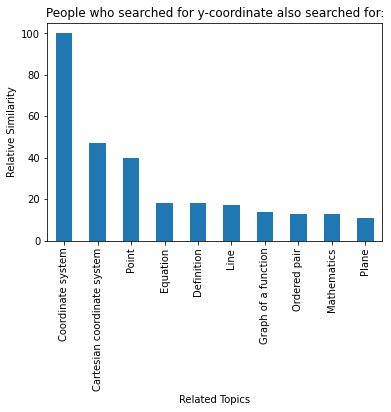 People who searched for y-coordinate also searched for:
Relative Similarity
100
80
60
40
20
0
Coordinate system
Cartesian coordinate system
Point
Equation
Definition
Line
Graph of a function
Ordered pair
Mathematics
Plane
Related Topics